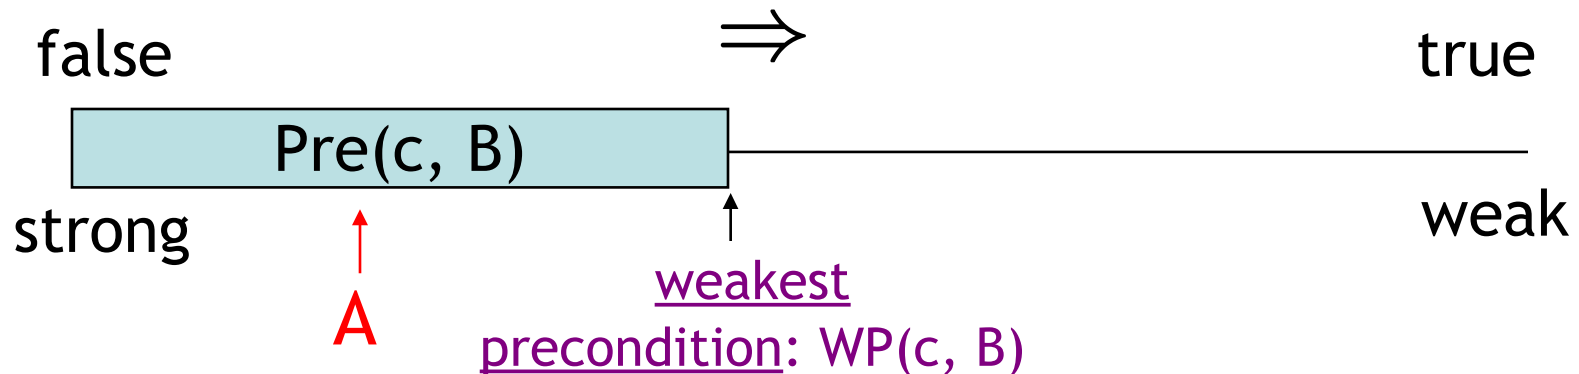 ⇒
false
true
Pre(c, B)
strong
weak
A
weakest
precondition: WP(c, B)